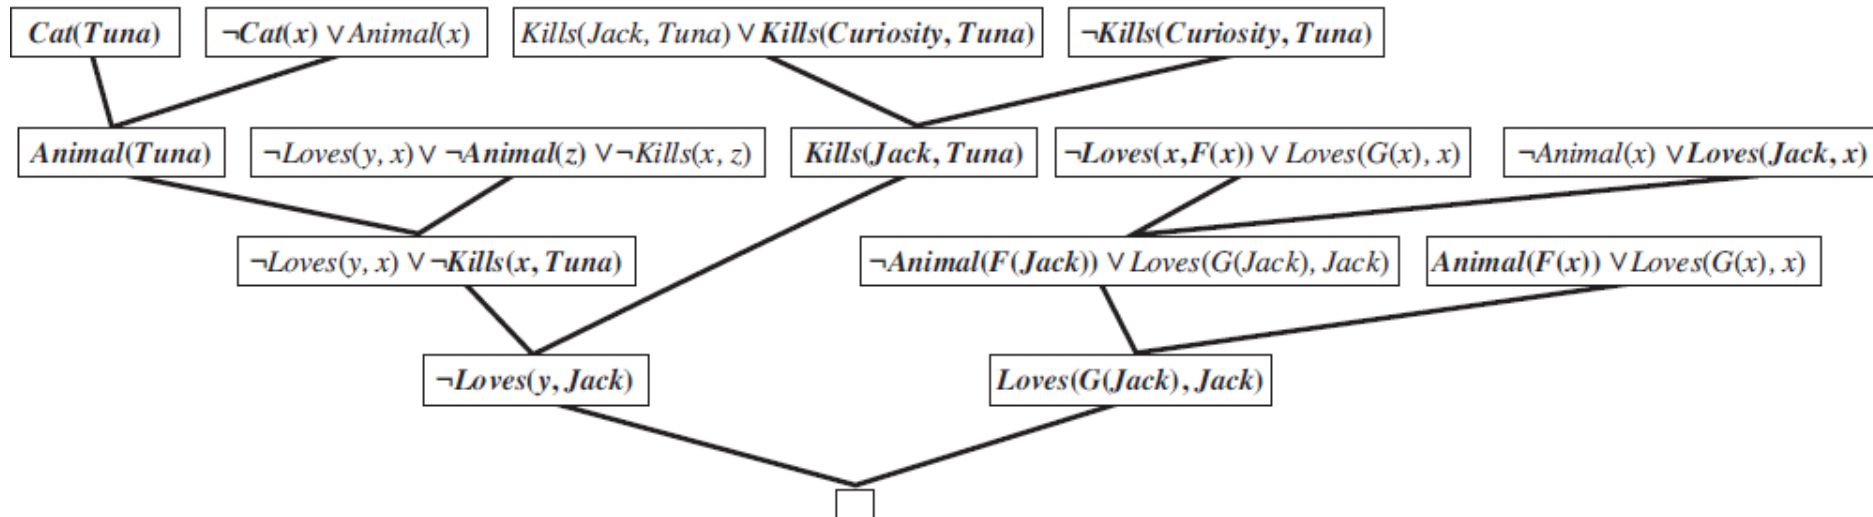 Cat(Tuna) ¬Cat(x) ∨ Animal(x) Kills(Jack, Tuna) ∨ Kills(Curiosity, Tuna) ¬Kills(Curiosity, Tuna)
Animal(Tuna) ¬Loves(y, x) ∨ ¬Animal(z) ∨ ¬Kills(x, z) Kills(Jack, Tuna) ¬Loves(x, F(x)) ∨ Loves(G(x), x) ¬Animal(x) ∨ Loves(Jack, x)
¬Loves(y, x) ∨ ¬Kills(x, Tuna) ¬Animal(F(Jack)) ∨ Loves(G(Jack), Jack) Animal(F(x)) ∨ Loves(G(x), x)
¬Loves(y, Jack) Loves(G(Jack), Jack)